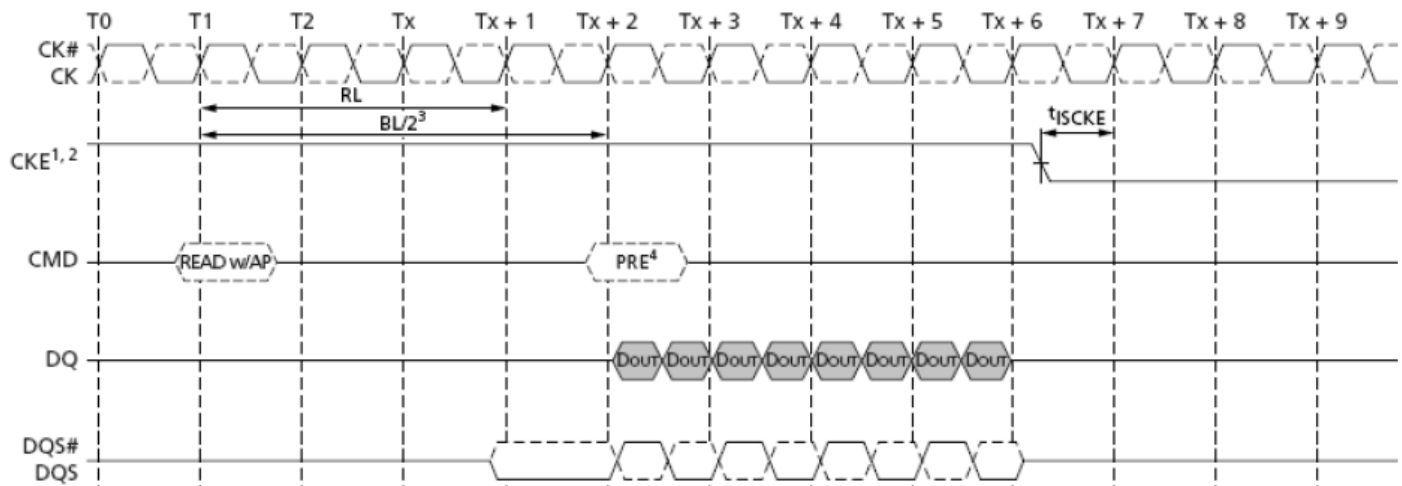 T0 T1 T2 Tx Tx + 1 Tx + 2 Tx + 3 Tx + 4 Tx + 5 Tx + 6 Tx + 7 Tx + 8 Tx + 9
CK#
CK
RL
BL/2³
tISCKE
CKE¹, ²
CMD READ w/AP PRE⁴
DQ DOUT DOUT DOUT DOUT DOUT DOUT DOUT DOUT
DQS#
DQS